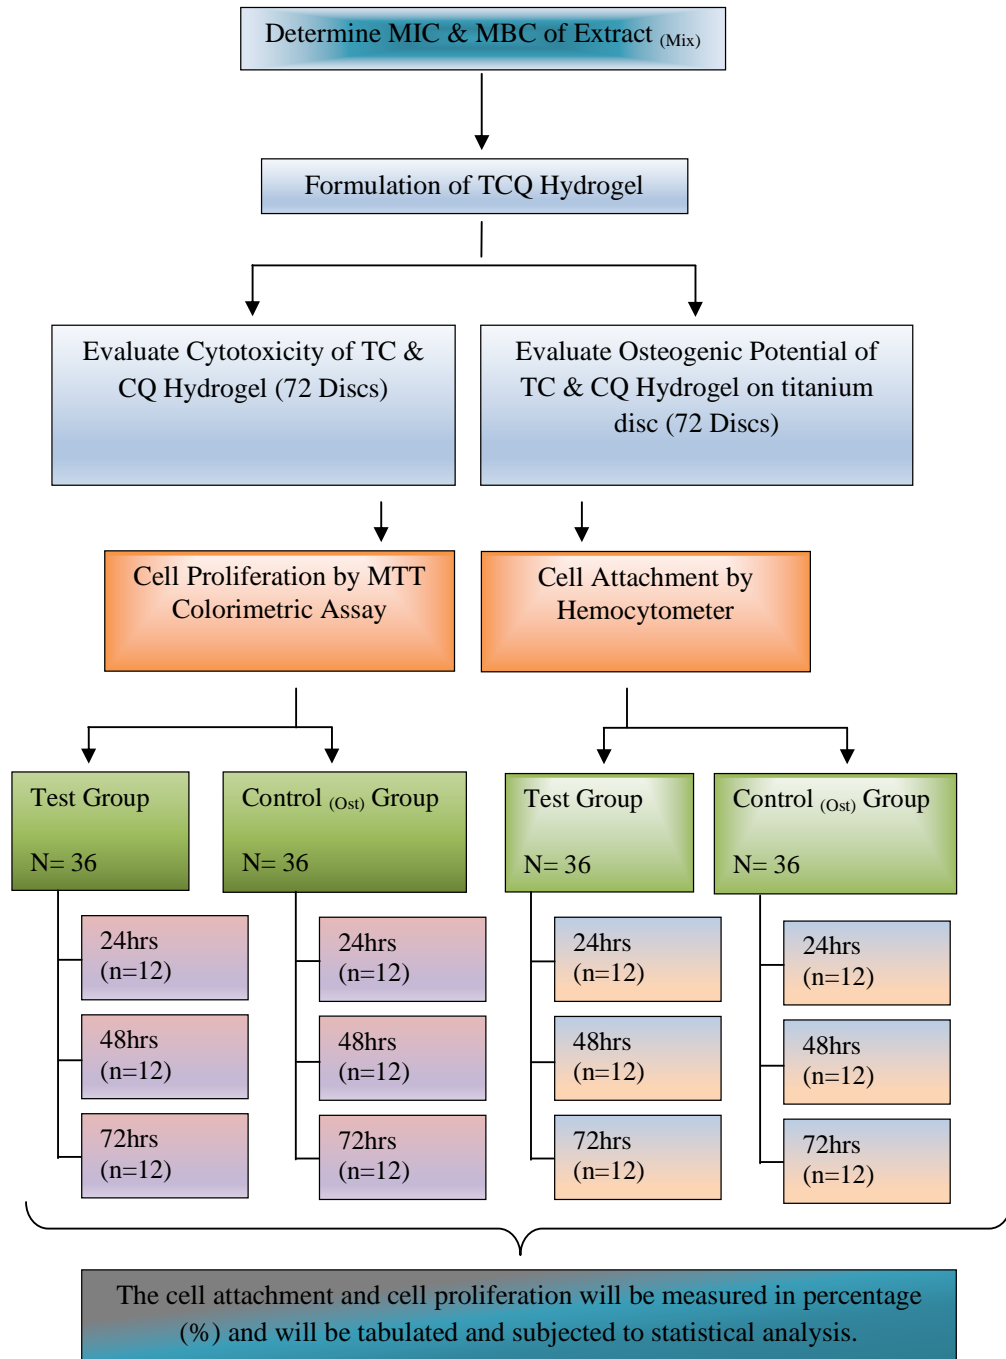 Determine MIC & MBC of Extract (Mix)
Formulation of TCQ Hydrogel
Evaluate Cytotoxicity of TC &
CQ Hydrogel (72 Discs)
Evaluate Osteogenic Potential of
TC & CQ Hydrogel on titanium
disc (72 Discs)
Cell Proliferation by MTT
Colorimetric Assay
Cell Attachment by
Hemocytometer
Test Group
N= 36
Control (Ost) Group
N= 36
Test Group
N= 36
Control (Ost) Group
N= 36
24hrs
(n=12)
48hrs
(n=12)
72hrs
(n=12)
24hrs
(n=12)
48hrs
(n=12)
72hrs
(n=12)
24hrs
(n=12)
48hrs
(n=12)
72hrs
(n=12)
24hrs
(n=12)
48hrs
(n=12)
72hrs
(n=12)
The cell attachment and cell proliferation will be measured in percentage
(%) and will be tabulated and subjected to statistical analysis.